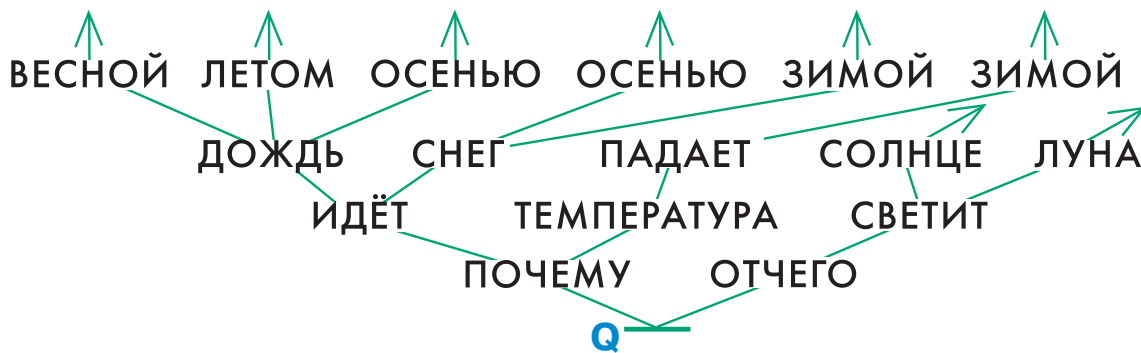 ВЕСНОЙ ЛЕТОМ ОСЕНЬЮ ОСЕНЬЮ ЗИМОЙ ЗИМОЙ
ДОЖДЬ СНЕГ ПАДАЕТ СОЛНЦЕ ЛУНА
ИДЁТ ТЕМПЕРАТУРА СВЕТИТ
ПОЧЕМУ ОТЧЕГО
Q